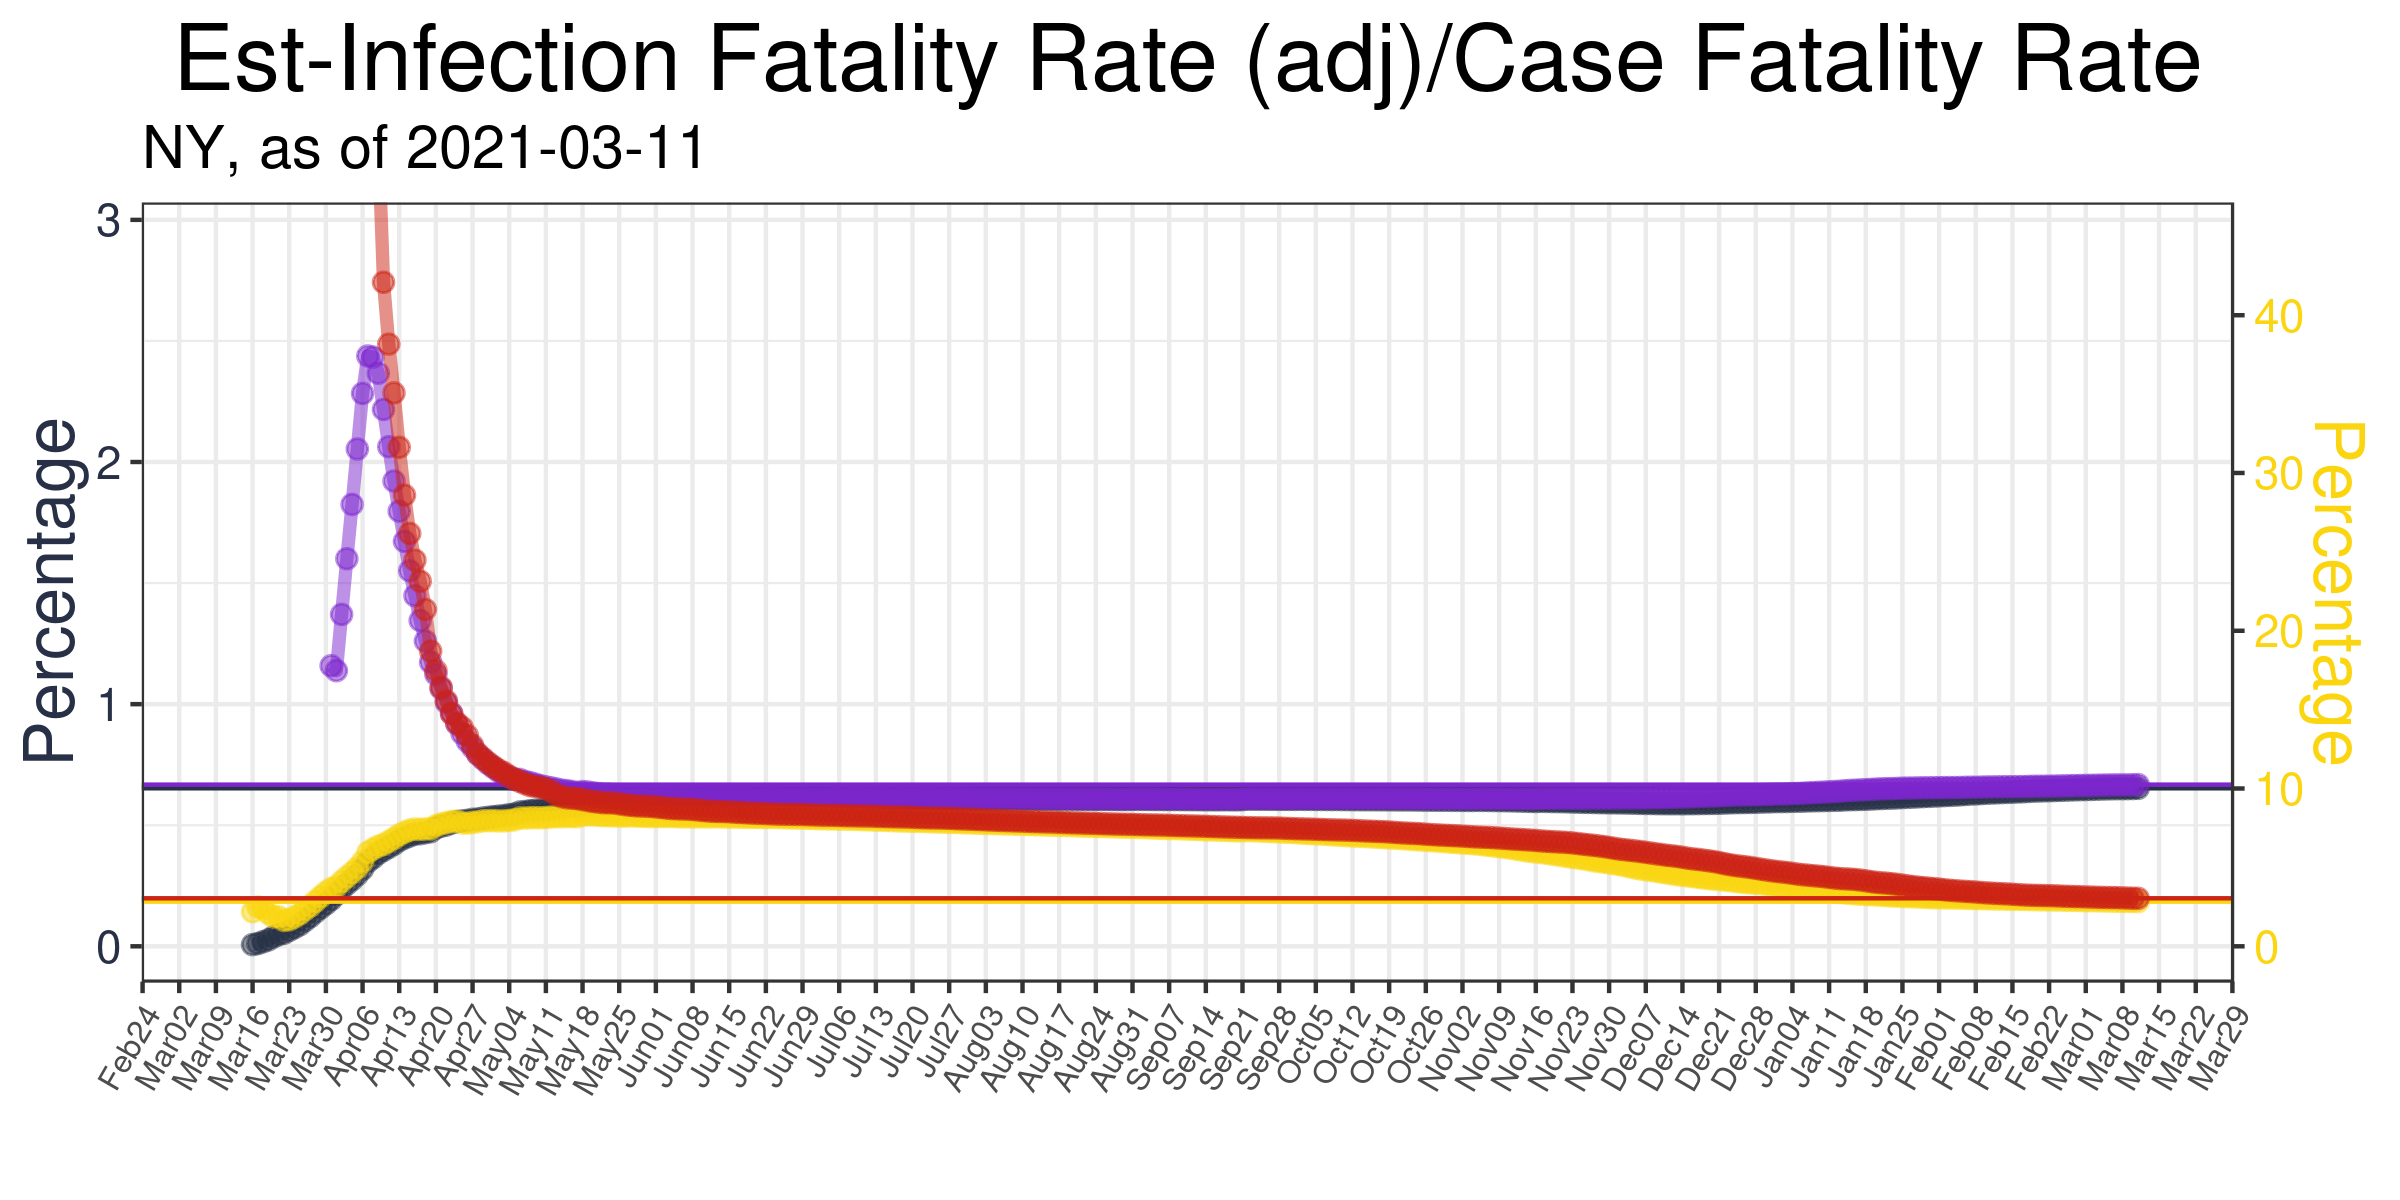 Est-Infection Fatality Rate (adj)/Case Fatality Rate
NY, as of 2021-03-11
Percentage
3
2
1
0
40
30
20
10
0
Percentage
Feb24
Mar02
Mar09
Mar16
Mar23
Mar30
Apr06
Apr13
Apr20
Apr27
May04
May11
May18
May25
Jun01
Jun08
Jun15
Jun22
Jun29
Jul06
Jul13
Jul20
Jul27
Aug03
Aug10
Aug17
Aug24
Aug31
Sep07
Sep14
Sep21
Sep28
Oct05
Oct12
Oct19
Oct26
Nov02
Nov09
Nov16
Nov23
Nov30
Dec07
Dec14
Dec21
Dec28
Jan04
Jan11
Jan18
Jan25
Feb01
Feb08
Feb15
Feb22
Mar01
Mar08
Mar15
Mar22
Mar29